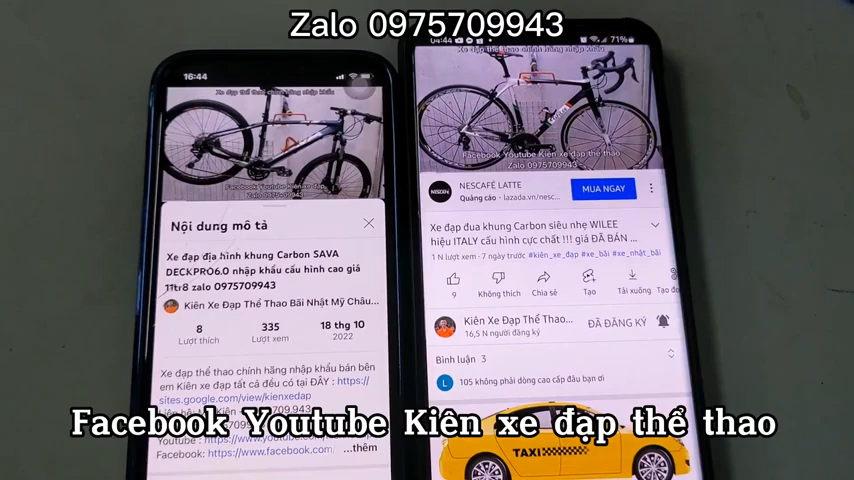 Zalo 0975709943
16:44
Xe đạp thể thao chính hãng nhập khẩu
Facebook Youtube Kiên xe đạp
Nội dung mô tả
Xe đạp địa hình khung Carbon SAVA
DECKPRO6.0 nhập khẩu cấu hình cao giá
11tr8 zalo 0975709943
Kiên Xe Đạp Thể Thao Bãi Nhật Mỹ Châu...
8
335
18 thg 10
Lượt thích
Lượt xem
2022
Xe đạp thể thao chính hãng nhập khẩu bán bên
em Kiên xe đạp tất cả đều có tại ĐÂY : https://
sites.google.com/view/kienxedap
Youtube : https://www.youtube.com
Facebook: https://www.facebook.com/
...thêm
04:44
71%
Xe đạp thể thao chính hãng nhập khẩu
Facebook Youtube Kiên xe đạp thể thao
Zalo 0975709943
NESCAFÉ LATTE
Quảng cáo · lazada.vn/nesc...
MUA NGAY
Xe đạp đua khung Carbon siêu nhẹ WILEE
hiệu ITALY cấu hình cực chất !!! giá ĐÃ BÁN ...
1 N lượt xem · 7 ngày trước #kiên_xe_đạp #xe_bãi #xe_nhật_bãi
9
Không thích
Chia sẻ
Tạo
Tải xuống
Tạo đo
Kiên Xe Đạp Thể Thao...
16,5 N người đăng ký
ĐÃ ĐĂNG KÝ
Bình luận 3
L
105 không phải dòng cao cấp đâu bạn ơi
TAXI
Facebook Youtube Kiên xe đạp thể thao